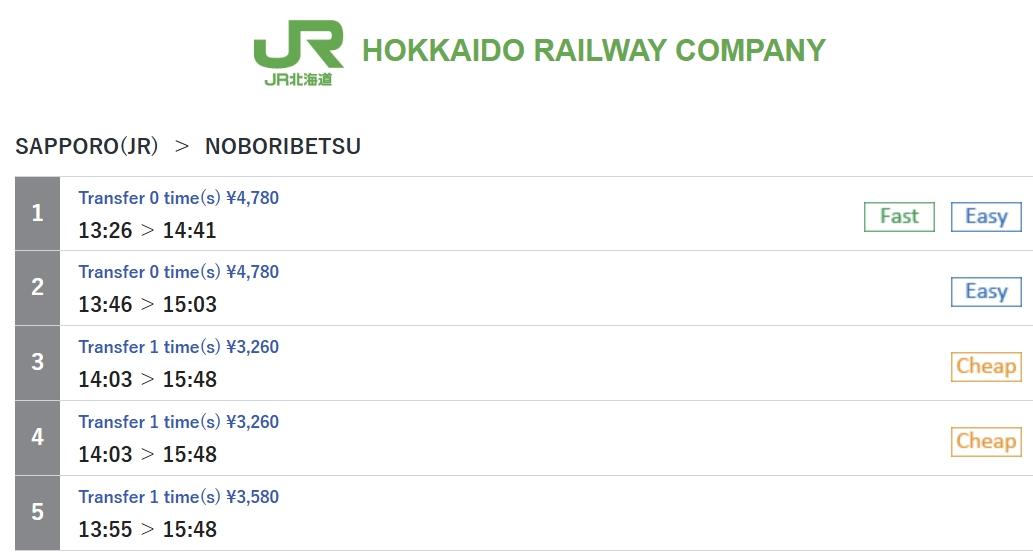 JR HOKKAIDO RAILWAY COMPANY
JR北海道
SAPPORO(JR) > NOBORIBETSU
1
Transfer 0 time(s) ¥4,780
13:26 > 14:41
Fast Easy
2
Transfer 0 time(s) ¥4,780
13:46 > 15:03
Easy
3
Transfer 1 time(s) ¥3,260
14:03 > 15:48
Cheap
4
Transfer 1 time(s) ¥3,260
14:03 > 15:48
Cheap
5
Transfer 1 time(s) ¥3,580
13:55 > 15:48